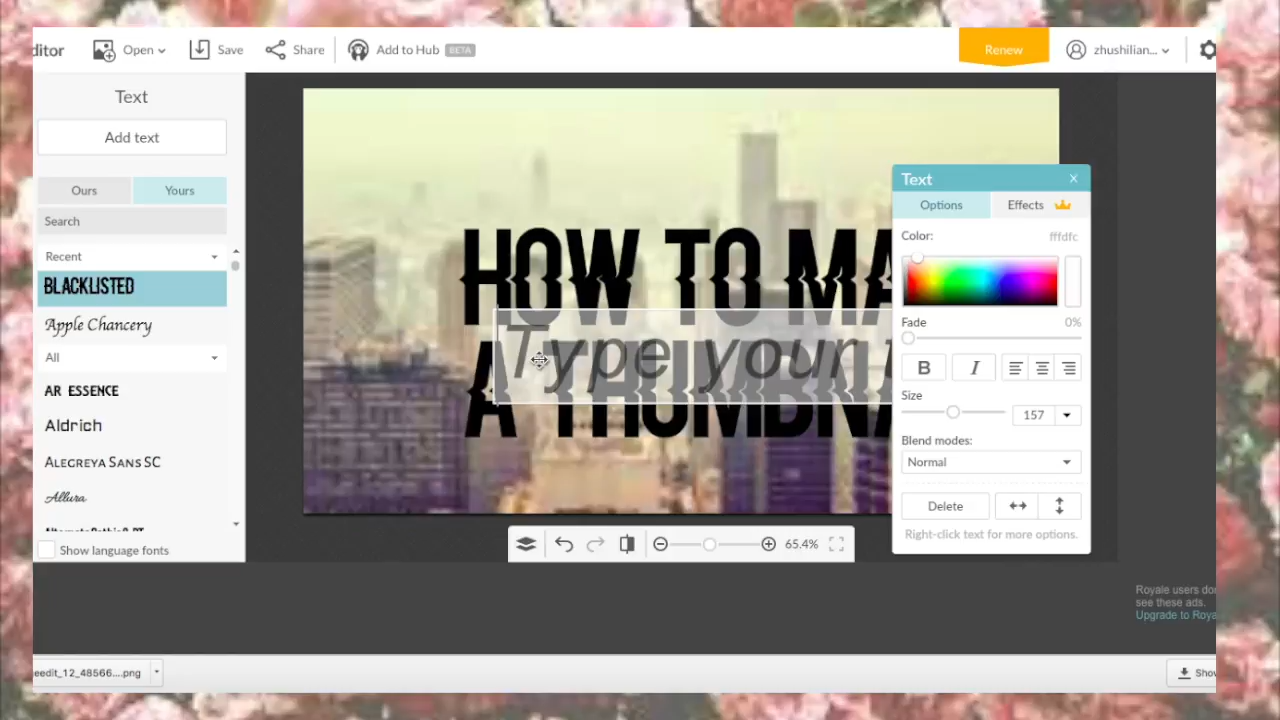 ditor
Open
Save
Share
Add to Hub BETA
Renew
zhushilian...
Text
Add text
Ours
Yours
Search
Recent
BLACKLISTED
Apple Chancery
All
AR ESSENCE
Aldrich
ALEGREYA SANS SC
Allura
Show language fonts
HOW TO MA
Type your
A THUMBNA
Text
Options
Effects
Color:
fffdfc
Fade
0%
B
I
Size
157
Blend modes:
Normal
Delete
Right-click text for more options.
65.4%
Royale users don
see these ads.
Upgrade to Roya
eedit_12_48566....png
Show